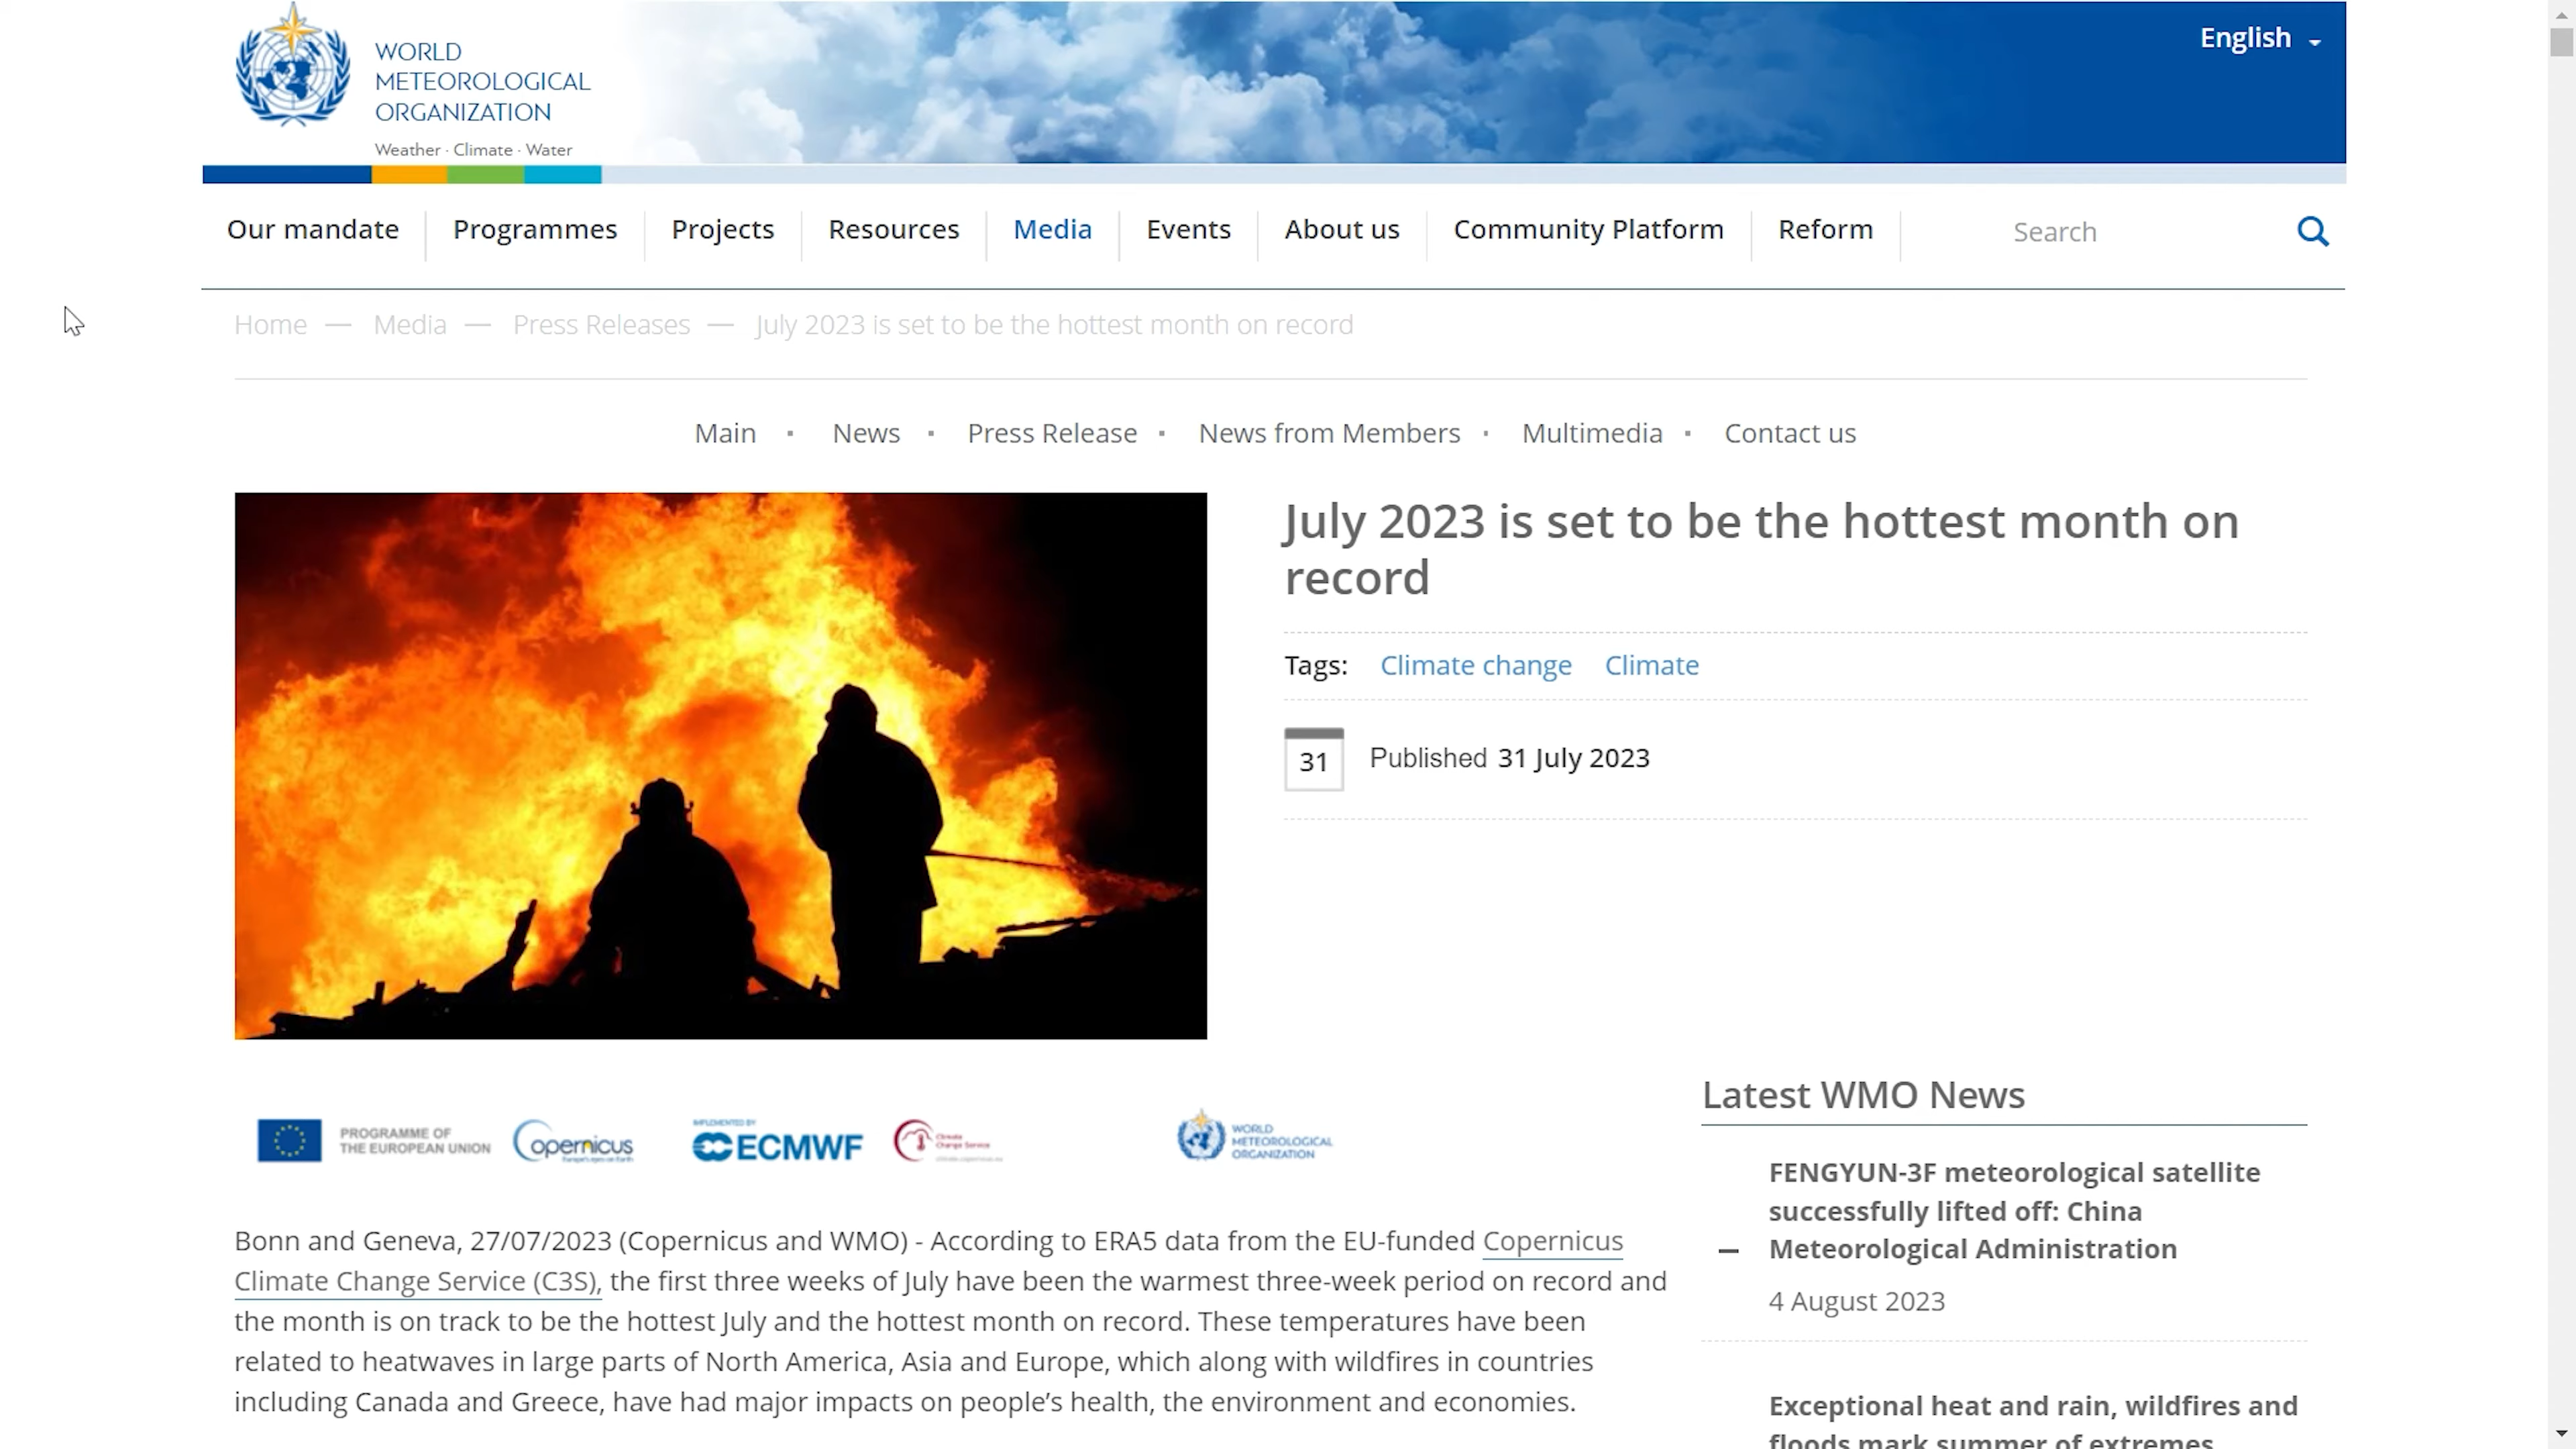 WORLD
METEOROLOGICAL
ORGANIZATION
Weather · Climate · Water
English
Our mandate
Programmes
Projects
Resources
Media
Events
About us
Community Platform
Reform
Search
Home — Media — Press Releases — July 2023 is set to be the hottest month on record
Main · News · Press Release · News from Members · Multimedia · Contact us
July 2023 is set to be the hottest month on
record
Tags: Climate change Climate
31
Published 31 July 2023
PROGRAMME OF
THE EUROPEAN UNION
Copernicus
Europe's eyes on Earth
IMPLEMENTED BY
ECMWF
Climate
Change Service
climate.copernicus.eu
WORLD
METEOROLOGICAL
ORGANIZATION
Bonn and Geneva, 27/07/2023 (Copernicus and WMO) - According to ERA5 data from the EU-funded Copernicus
Climate Change Service (C3S), the first three weeks of July have been the warmest three-week period on record and
the month is on track to be the hottest July and the hottest month on record. These temperatures have been
related to heatwaves in large parts of North America, Asia and Europe, which along with wildfires in countries
including Canada and Greece, have had major impacts on people’s health, the environment and economies.
Latest WMO News
FENGYUN-3F meteorological satellite
successfully lifted off: China
Meteorological Administration
4 August 2023
Exceptional heat and rain, wildfires and
floods mark summer of extremes